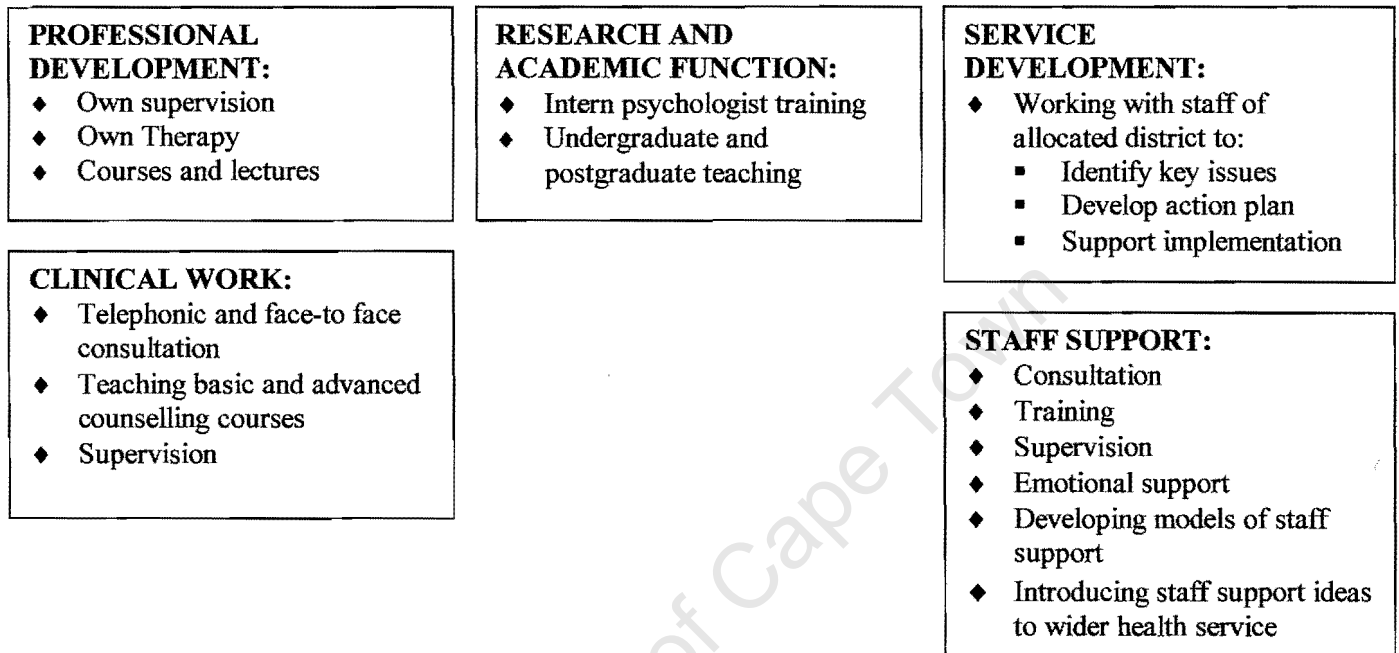 PROFESSIONAL
DEVELOPMENT:
♦ Own supervision
♦ Own Therapy
♦ Courses and lectures
RESEARCH AND
ACADEMIC FUNCTION:
♦ Intern psychologist training
♦ Undergraduate and
postgraduate teaching
SERVICE
DEVELOPMENT:
♦ Working with staff of
allocated district to:
▪ Identify key issues
▪ Develop action plan
▪ Support implementation
CLINICAL WORK:
♦ Telephonic and face-to face
consultation
♦ Teaching basic and advanced
counselling courses
♦ Supervision
STAFF SUPPORT:
♦ Consultation
♦ Training
♦ Supervision
♦ Emotional support
♦ Developing models of staff
support
♦ Introducing staff support ideas
to wider health service
of Cape Town